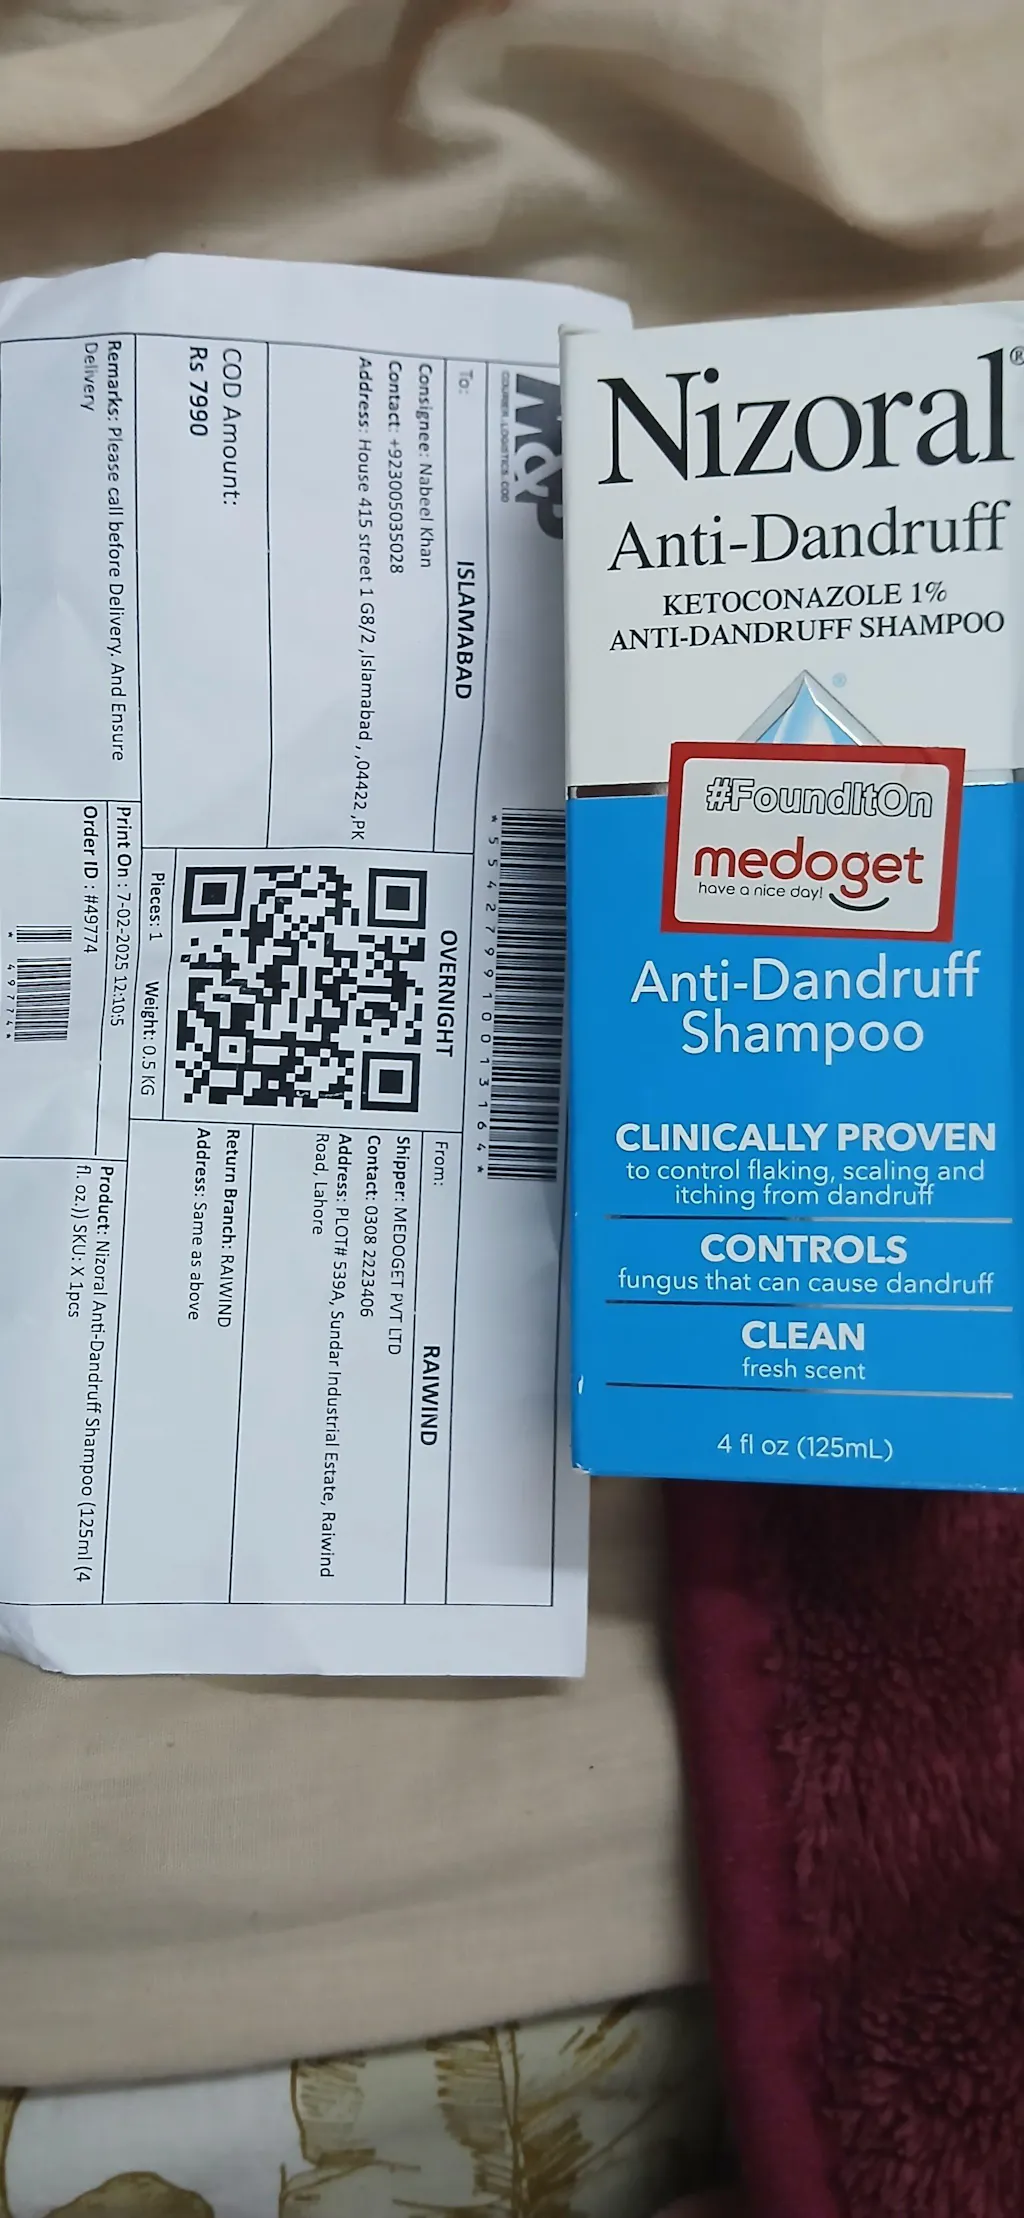 M&P
COURIER.LOGISTICS.COD
*554279910013164*
To:
ISLAMABAD
Consignee: Nabeel Khan
Contact: +923005035028
Address: House 415 street 1 G8/2 ,Islamabad , ,04422 ,PK
COD Amount:
Rs 7990
Remarks: Please call before Delivery. And Ensure
Delivery
OVERNIGHT
Pieces: 1 Weight: 0.5 KG
Print On : 7-02-2025 12:10:5
Order ID : #49774
*49774*
From:
RAIWIND
Shipper: MEDOGET PVT LTD
Contact: 0308 2223406
Address: PLOT# 539A, Sundar Industrial Estate, Raiwind
Road, Lahore
Return Branch: RAIWIND
Address: Same as above
Product: Nizoral Anti-Dandruff Shampoo (125ml (4
fl. oz.)) SKU: X 1pcs
Nizoral®
Anti-Dandruff
KETOCONAZOLE 1%
ANTI-DANDRUFF SHAMPOO
®
#FoundItOn
medoget
have a nice day!
Anti-Dandruff
Shampoo
CLINICALLY PROVEN
to control flaking, scaling and
itching from dandruff
CONTROLS
fungus that can cause dandruff
CLEAN
fresh scent
4 fl oz (125mL)